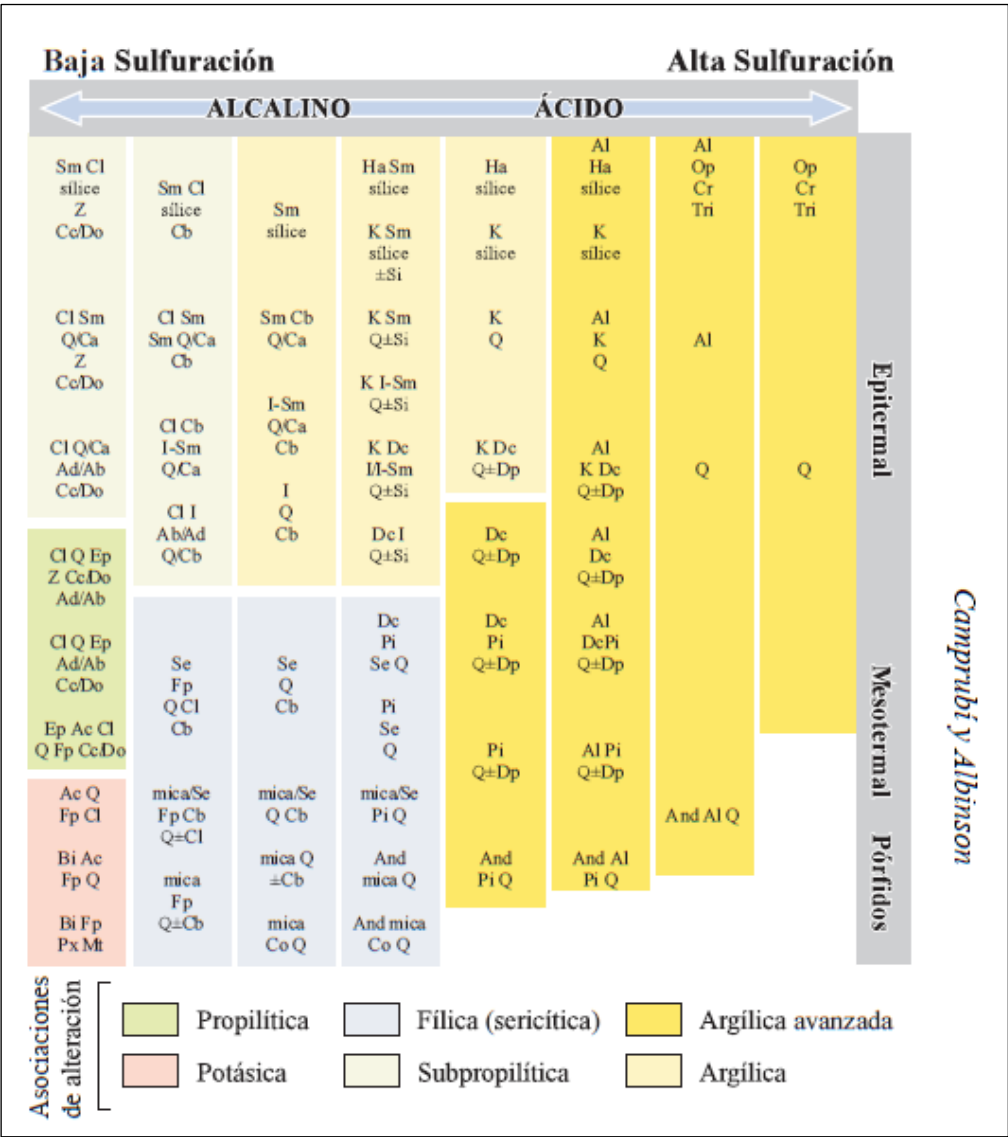 Baja Sulfuración
Alta Sulfuración
ALCALINO
ÁCIDO
Sm Cl
sílice
Z
Cc/Do
Cl Sm
Q/Ca
Z
Cc/Do
Cl Q/Ca
Ad/Ab
Cc/Do
Cl Q Ep
Z Cc/Do
Ad/Ab
Cl Q Ep
Ad/Ab
Cc/Do
Ep Ac Cl
Q Fp Cc/Do
Ac Q
Fp Cl
Bi Ac
Fp Q
Bi Fp
Px Mt
Sm Cl
sílice
Cb
Cl Sm
Sm Q/Ca
Cb
Cl Cb
I-Sm
Q/Ca
Cl I
Ab/Ad
Q/Cb
Se
Fp
Q Cl
Cb
mica/Se
Fp Cb
Q±Cl
mica
Fp
Q±Cb
Sm
sílice
Sm Cb
Q/Ca
I-Sm
Q/Ca
Cb
I
Q
Cb
Se
Q
Cb
mica/Se
Q Cb
mica Q
±Cb
mica
Co Q
Ha Sm
sílice
K Sm
sílice
±Si
K Sm
Q±Si
K I-Sm
Q±Si
K Dc
I/I-Sm
Q±Si
Dc I
Q±Si
Dc
Pi
Se Q
Pi
Se
Q
mica/Se
Pi Q
And
mica Q
And mica
Co Q
Ha
sílice
K
sílice
K
Q
K Dc
Q±Dp
Dc
Q±Dp
Dc
Pi
Q±Dp
Pi
Q±Dp
And
Pi Q
Al
Ha
sílice
K
sílice
Al
K
Q
Al
K Dc
Q±Dp
Al
Dc
Q±Dp
Al
DcPi
Q±Dp
Al Pi
Q±Dp
And Al
Pi Q
Al
Op
Cr
Tri
Al
Q
And Al Q
Op
Cr
Tri
Q
Epitermal
Mesotermal
Pórfidos
Camprubí y Albinson
Asociaciones
de alteración
Propilítica
Fílica (sericítica)
Argílica avanzada
Potásica
Subpropilítica
Argílica